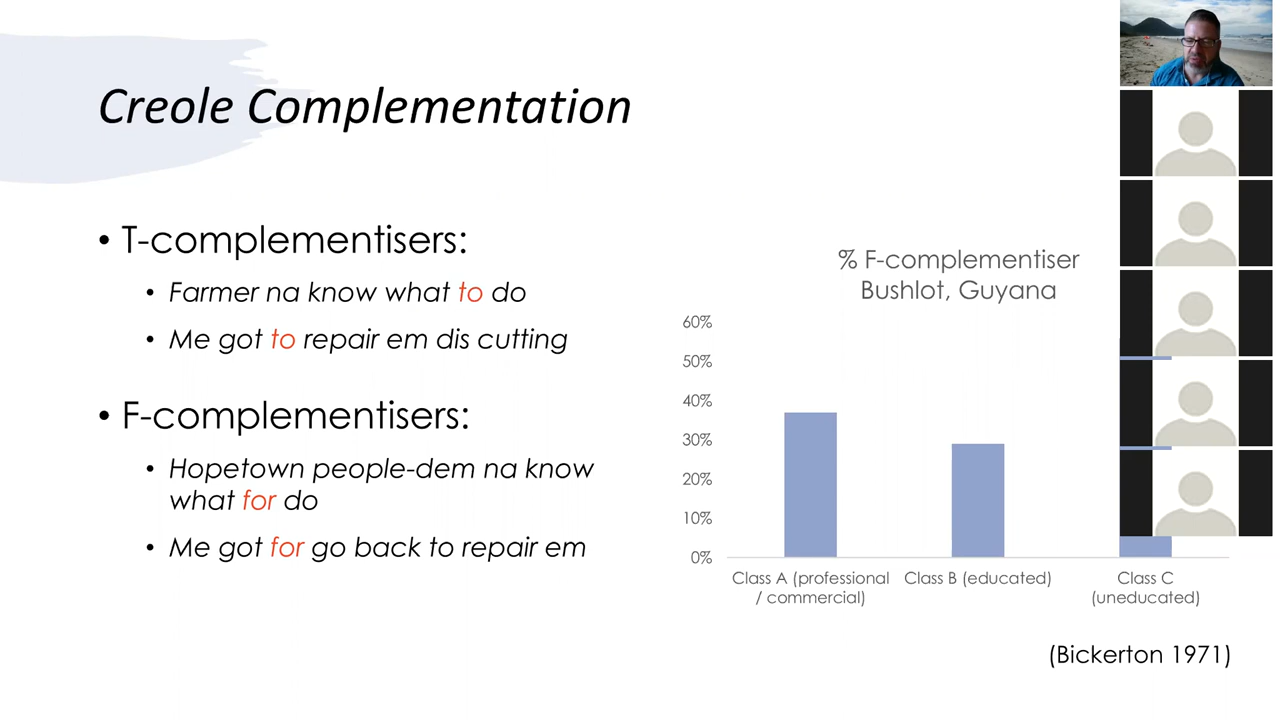 Creole Complementation
• T-complementisers:
• Farmer na know what to do
• Me got to repair em dis cutting
• F-complementisers:
• Hopetown people-dem na know
what for do
• Me got for go back to repair em
% F-complementiser
Bushlot, Guyana
60%
50%
40%
30%
20%
10%
0%
Class A (professional
/ commercial)
Class B (educated)
Class C
(uneducated)
(Bickerton 1971)